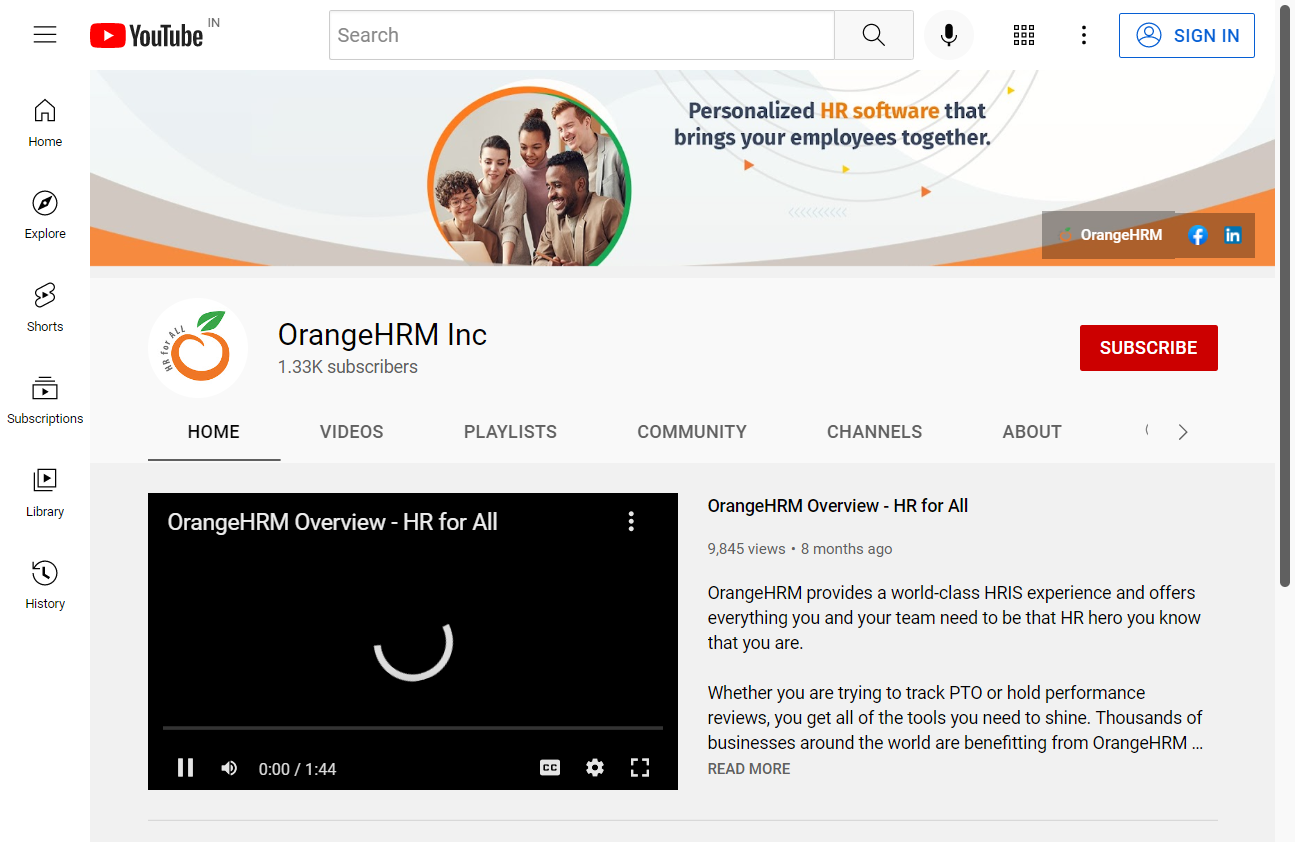 YouTube IN
Search
SIGN IN
Home
Explore
Shorts
Subscriptions
Library
History
Personalized HR software that
brings your employees together.
OrangeHRM
HR for ALL
OrangeHRM Inc
1.33K subscribers
SUBSCRIBE
HOME VIDEOS PLAYLISTS COMMUNITY CHANNELS ABOUT
OrangeHRM Overview - HR for All
0:00 / 1:44
CC
OrangeHRM Overview - HR for All
9,845 views • 8 months ago
OrangeHRM provides a world-class HRIS experience and offers
everything you and your team need to be that HR hero you know
that you are.
Whether you are trying to track PTO or hold performance
reviews, you get all of the tools you need to shine. Thousands of
businesses around the world are benefitting from OrangeHRM ...
READ MORE